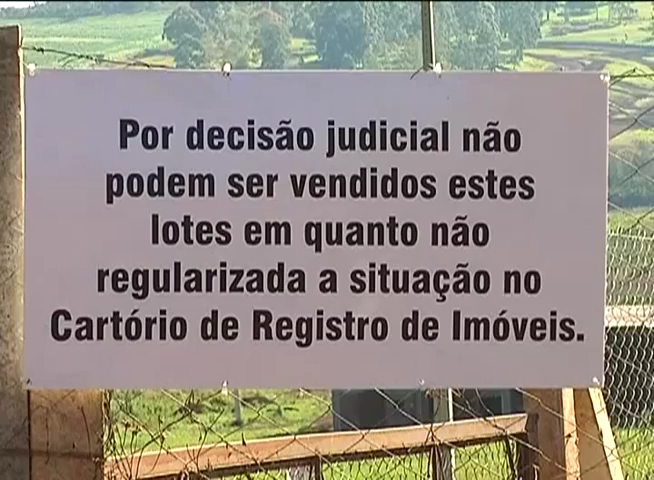 Por decisão judicial não
podem ser vendidos estes
lotes em quanto não
regularizada a situação no
Cartório de Registro de Imóveis.